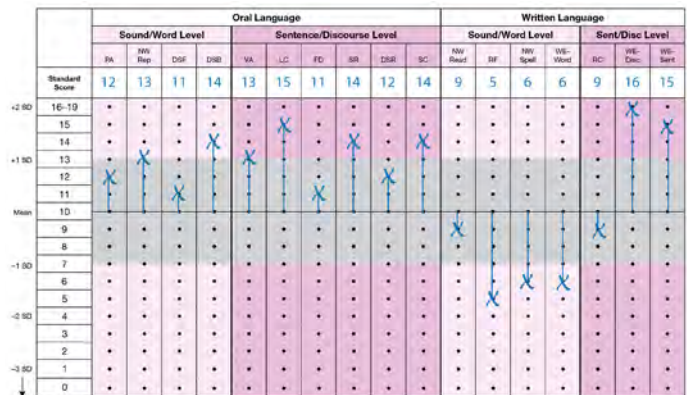 Oral Language Written Language
Sound/Word Level Sentence/Discourse Level Sound/Word Level Sent/Disc Level
PA NW Rep DSF DSB VA LC FD SR DSR SC NW Read RF NW Spell WE-Word RC WE-Disc WE-Sent
Standard Score 12 13 11 14 13 15 11 14 12 14 9 5 6 6 9 16 15
+2 SD 16–19
15
14
+1 SD 13
12
11
Mean 10
9
8
–1 SD 7
6
5
–2 SD 4
3
2
–3 SD 1
0